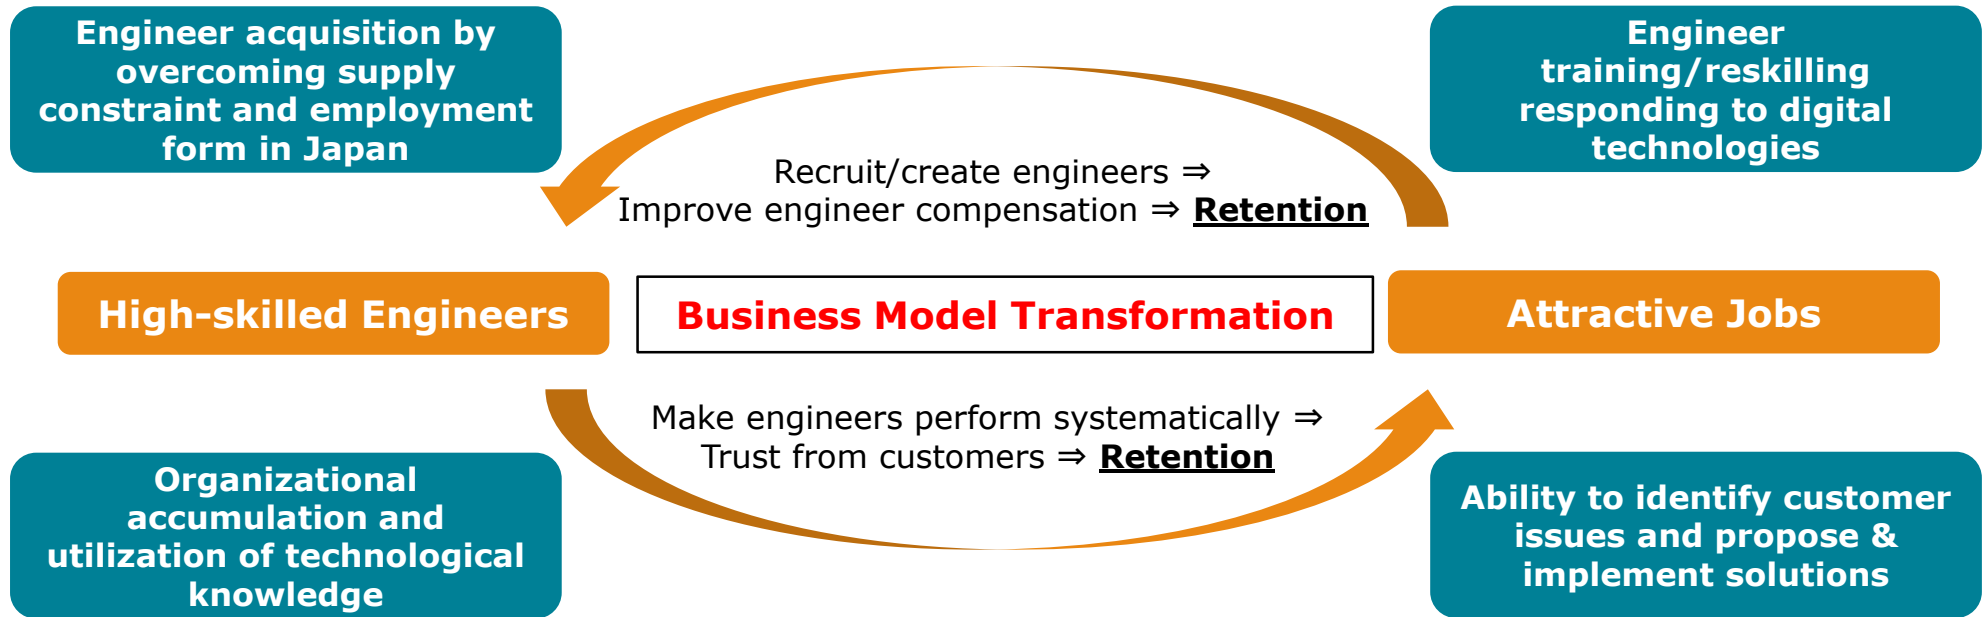 Engineer acquisition by
overcoming supply
constraint and employment
form in Japan
Engineer
training/reskilling
responding to digital
technologies
Recruit/create engineers ⇒
Improve engineer compensation ⇒ Retention
High-skilled Engineers
Business Model Transformation
Attractive Jobs
Make engineers perform systematically ⇒
Trust from customers ⇒ Retention
Organizational
accumulation and
utilization of technological
knowledge
Ability to identify customer
issues and propose &
implement solutions